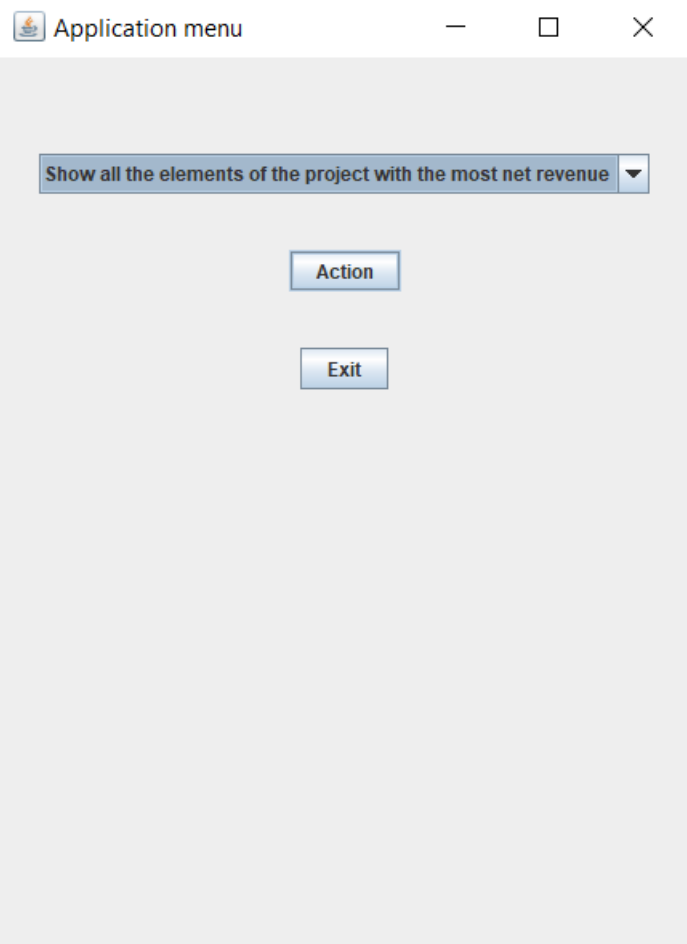 Application menu
Show all the elements of the project with the most net revenue
Action
Exit